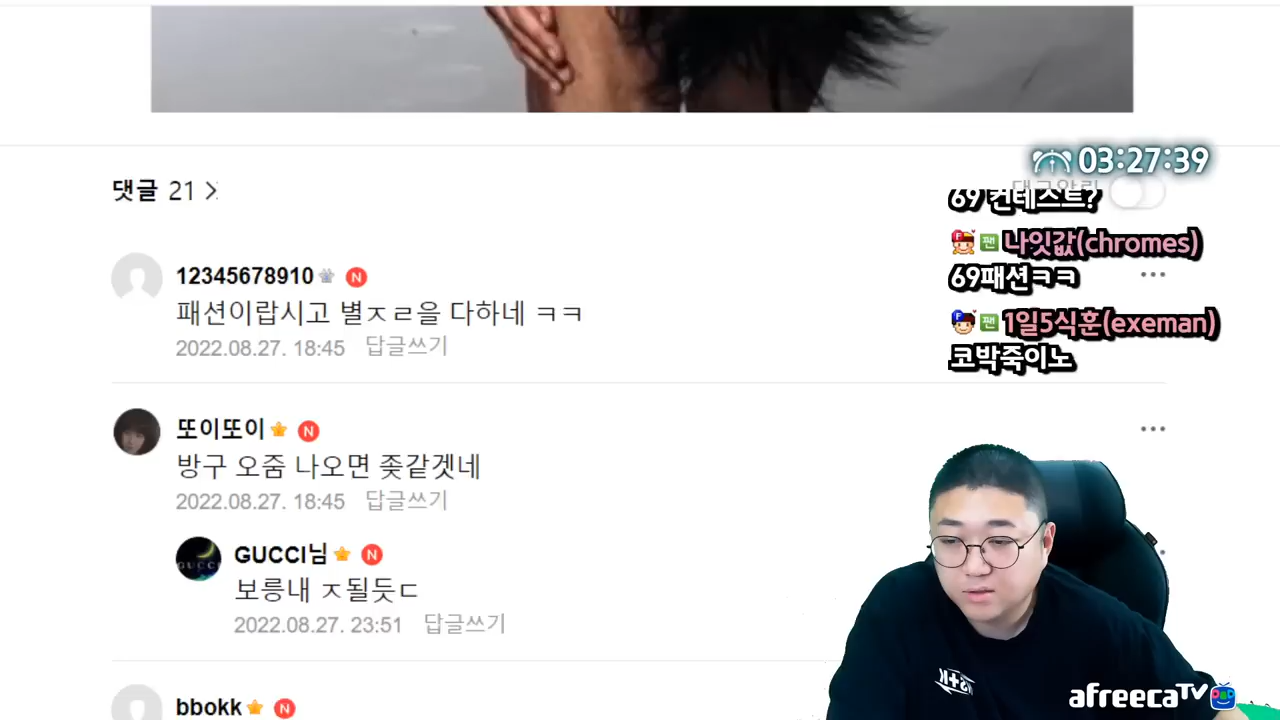 03:27:39
댓글 21
69 컨테스트?
나잇값(chromes)
69패션ㅋㅋ
1일5식훈(exeman)
코박죽이노
12345678910 N
패션이랍시고 별ㅈㄹ을 다하네 ㅋㅋ
2022.08.27. 18:45 답글쓰기
또이또이 N
방구 오줌 나오면 좆같겟네
2022.08.27. 18:45 답글쓰기
GUCCI님 N
보릉내 ㅈ될듯ㄷ
2022.08.27. 23:51 답글쓰기
bbokk N
afreecaTV